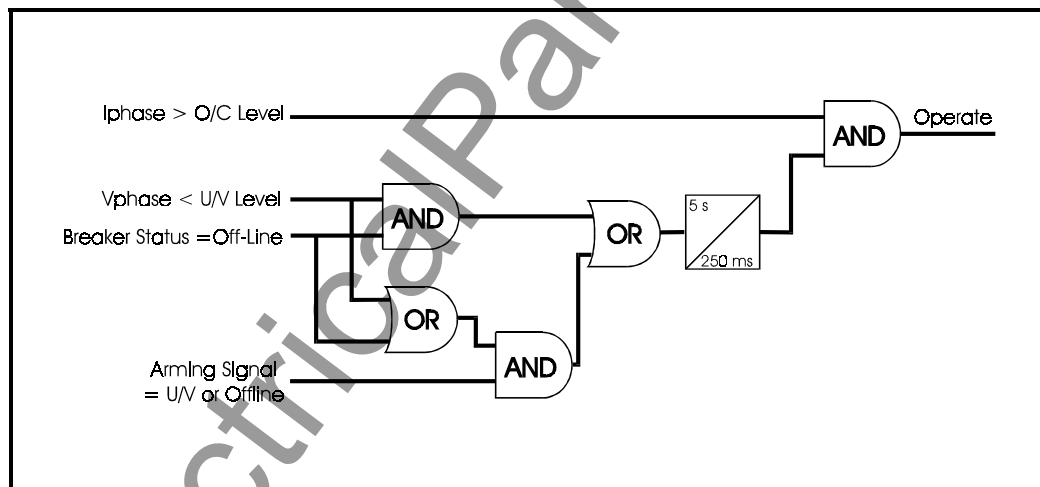 Iphase > O/C Level
AND
Operate
Vphase < U/V Level
AND
Breaker Status =Off-Line
OR
5 s
250 ms
OR
AND
Arming Signal
= U/V or Offline
ctricalPar